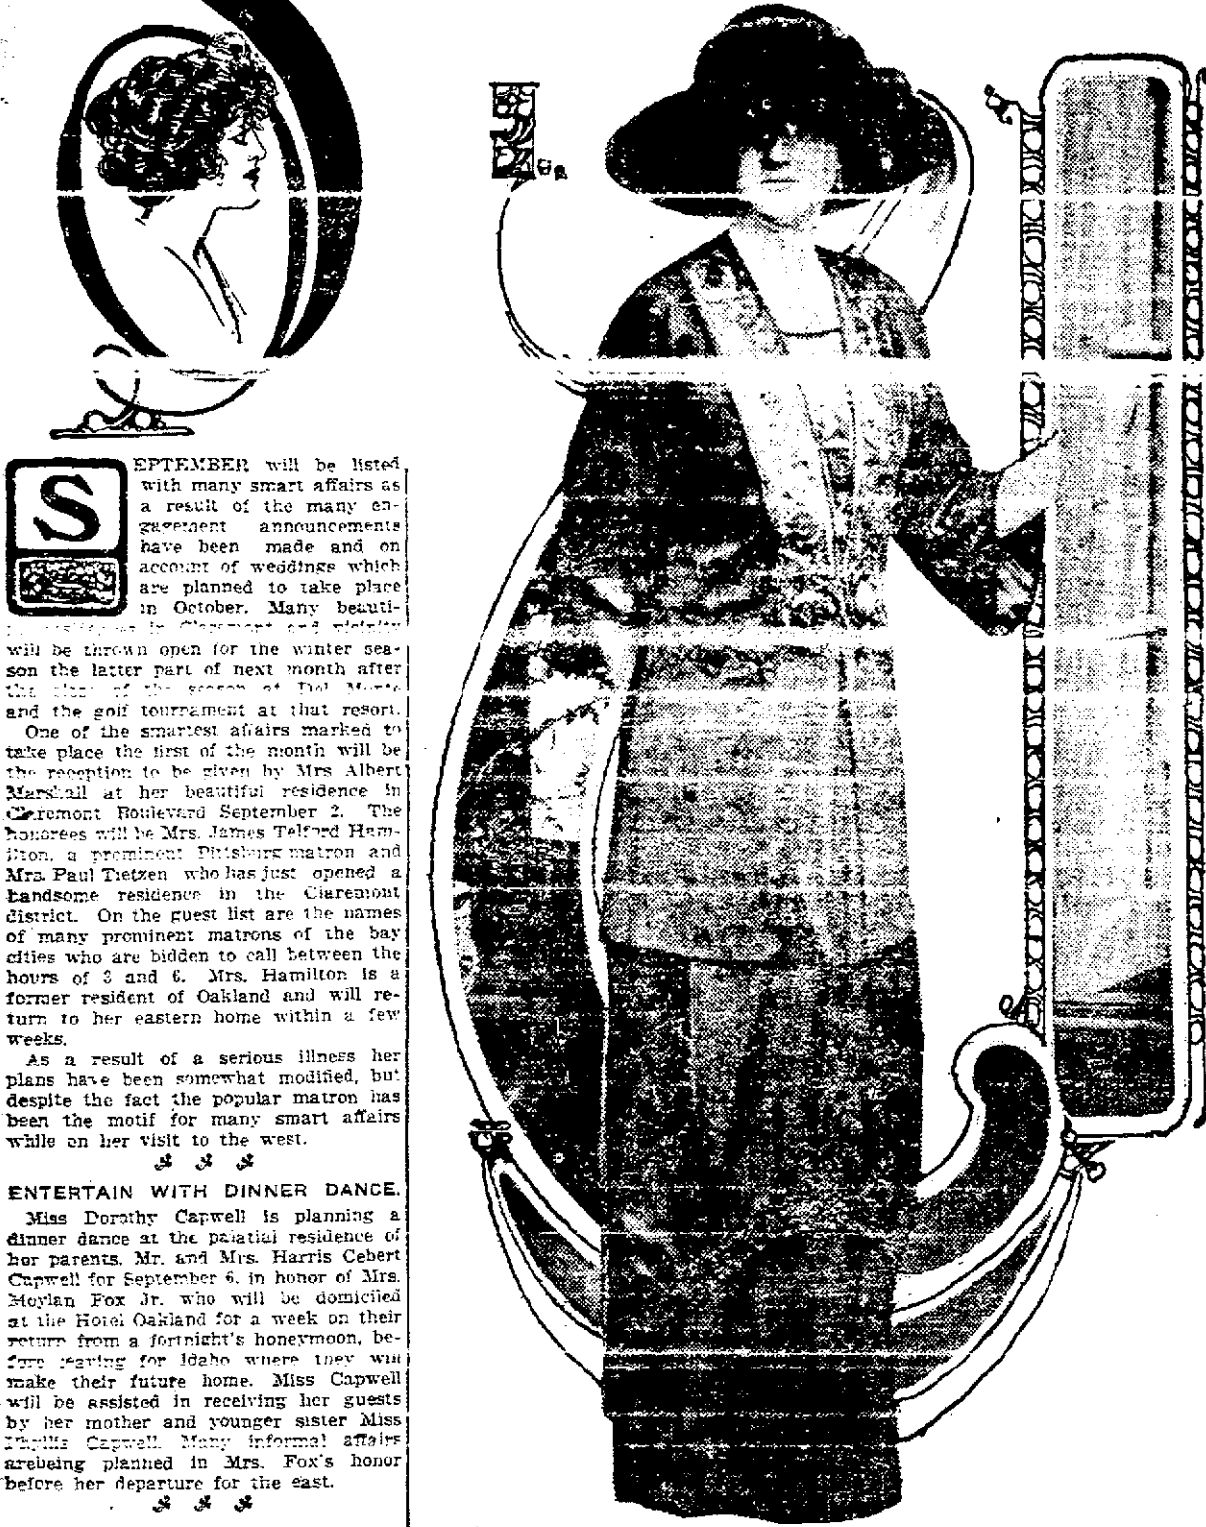 SEPTEMBER will be listed
with many smart affairs as
a result of the many en-
gagement announcements
have been made and on
account of weddings which
are planned to take place
in October. Many beauti-
in Claremont and vicinity
will be thrown open for the winter sea-
son the latter part of next month after
the close of the season at Del Monte
and the golf tournament at that resort.
One of the smartest affairs marked to
take place the first of the month will be
the reception to be given by Mrs Albert
Marshall at her beautiful residence in
Claremont Boulevard September 2. The
honorees will be Mrs. James Telford Ham-
ilton, a prominent Pittsburg matron and
Mrs. Paul Tietzen who has just opened a
handsome residence in the Claremont
district. On the guest list are the names
of many prominent matrons of the bay
cities who are bidden to call between the
hours of 3 and 6. Mrs. Hamilton is a
former resident of Oakland and will re-
turn to her eastern home within a few
weeks.
As a result of a serious illness her
plans have been somewhat modified, but
despite the fact the popular matron has
been the motif for many smart affairs
while on her visit to the west.
ENTERTAIN WITH DINNER DANCE.
Miss Dorothy Capwell is planning a
dinner dance at the palatial residence of
her parents, Mr. and Mrs. Harris Cebert
Capwell for September 6, in honor of Mrs.
Moylan Fox Jr. who will be domiciled
at the Hotel Oakland for a week on their
return from a fortnight's honeymoon, be-
fore leaving for Idaho where they will
make their future home. Miss Capwell
will be assisted in receiving her guests
by her mother and younger sister Miss
Phyllis Capwell. Many informal affairs
arebeing planned in Mrs. Fox's honor
before her departure for the east.